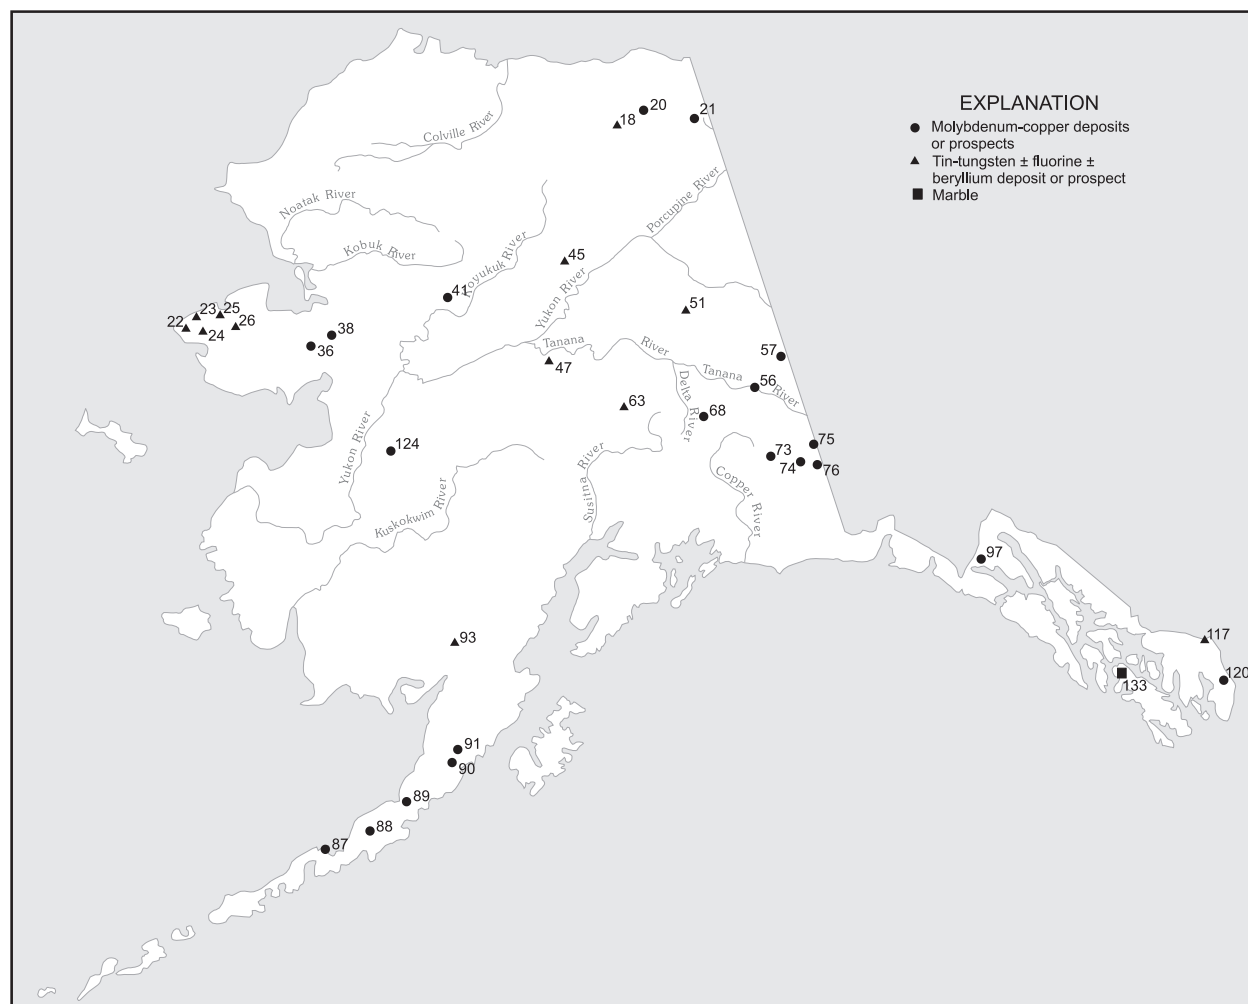 EXPLANATION
Molybdenum-copper deposits
or prospects
Tin-tungsten ± fluorine ±
beryllium deposit or prospect
Marble
20
21
18
Colville River
Noatak River
Porcupine River
Kobuk River
Koyukuk River
45
41
Yukon River
51
23
25
22
24
26
38
36
Tanana
River
57
47
Tanana
River
56
63
Delta River
68
124
Yukon River
Kuskokwim River
Susitna River
73
75
74
76
Copper River
97
93
117
120
133
91
90
89
88
87